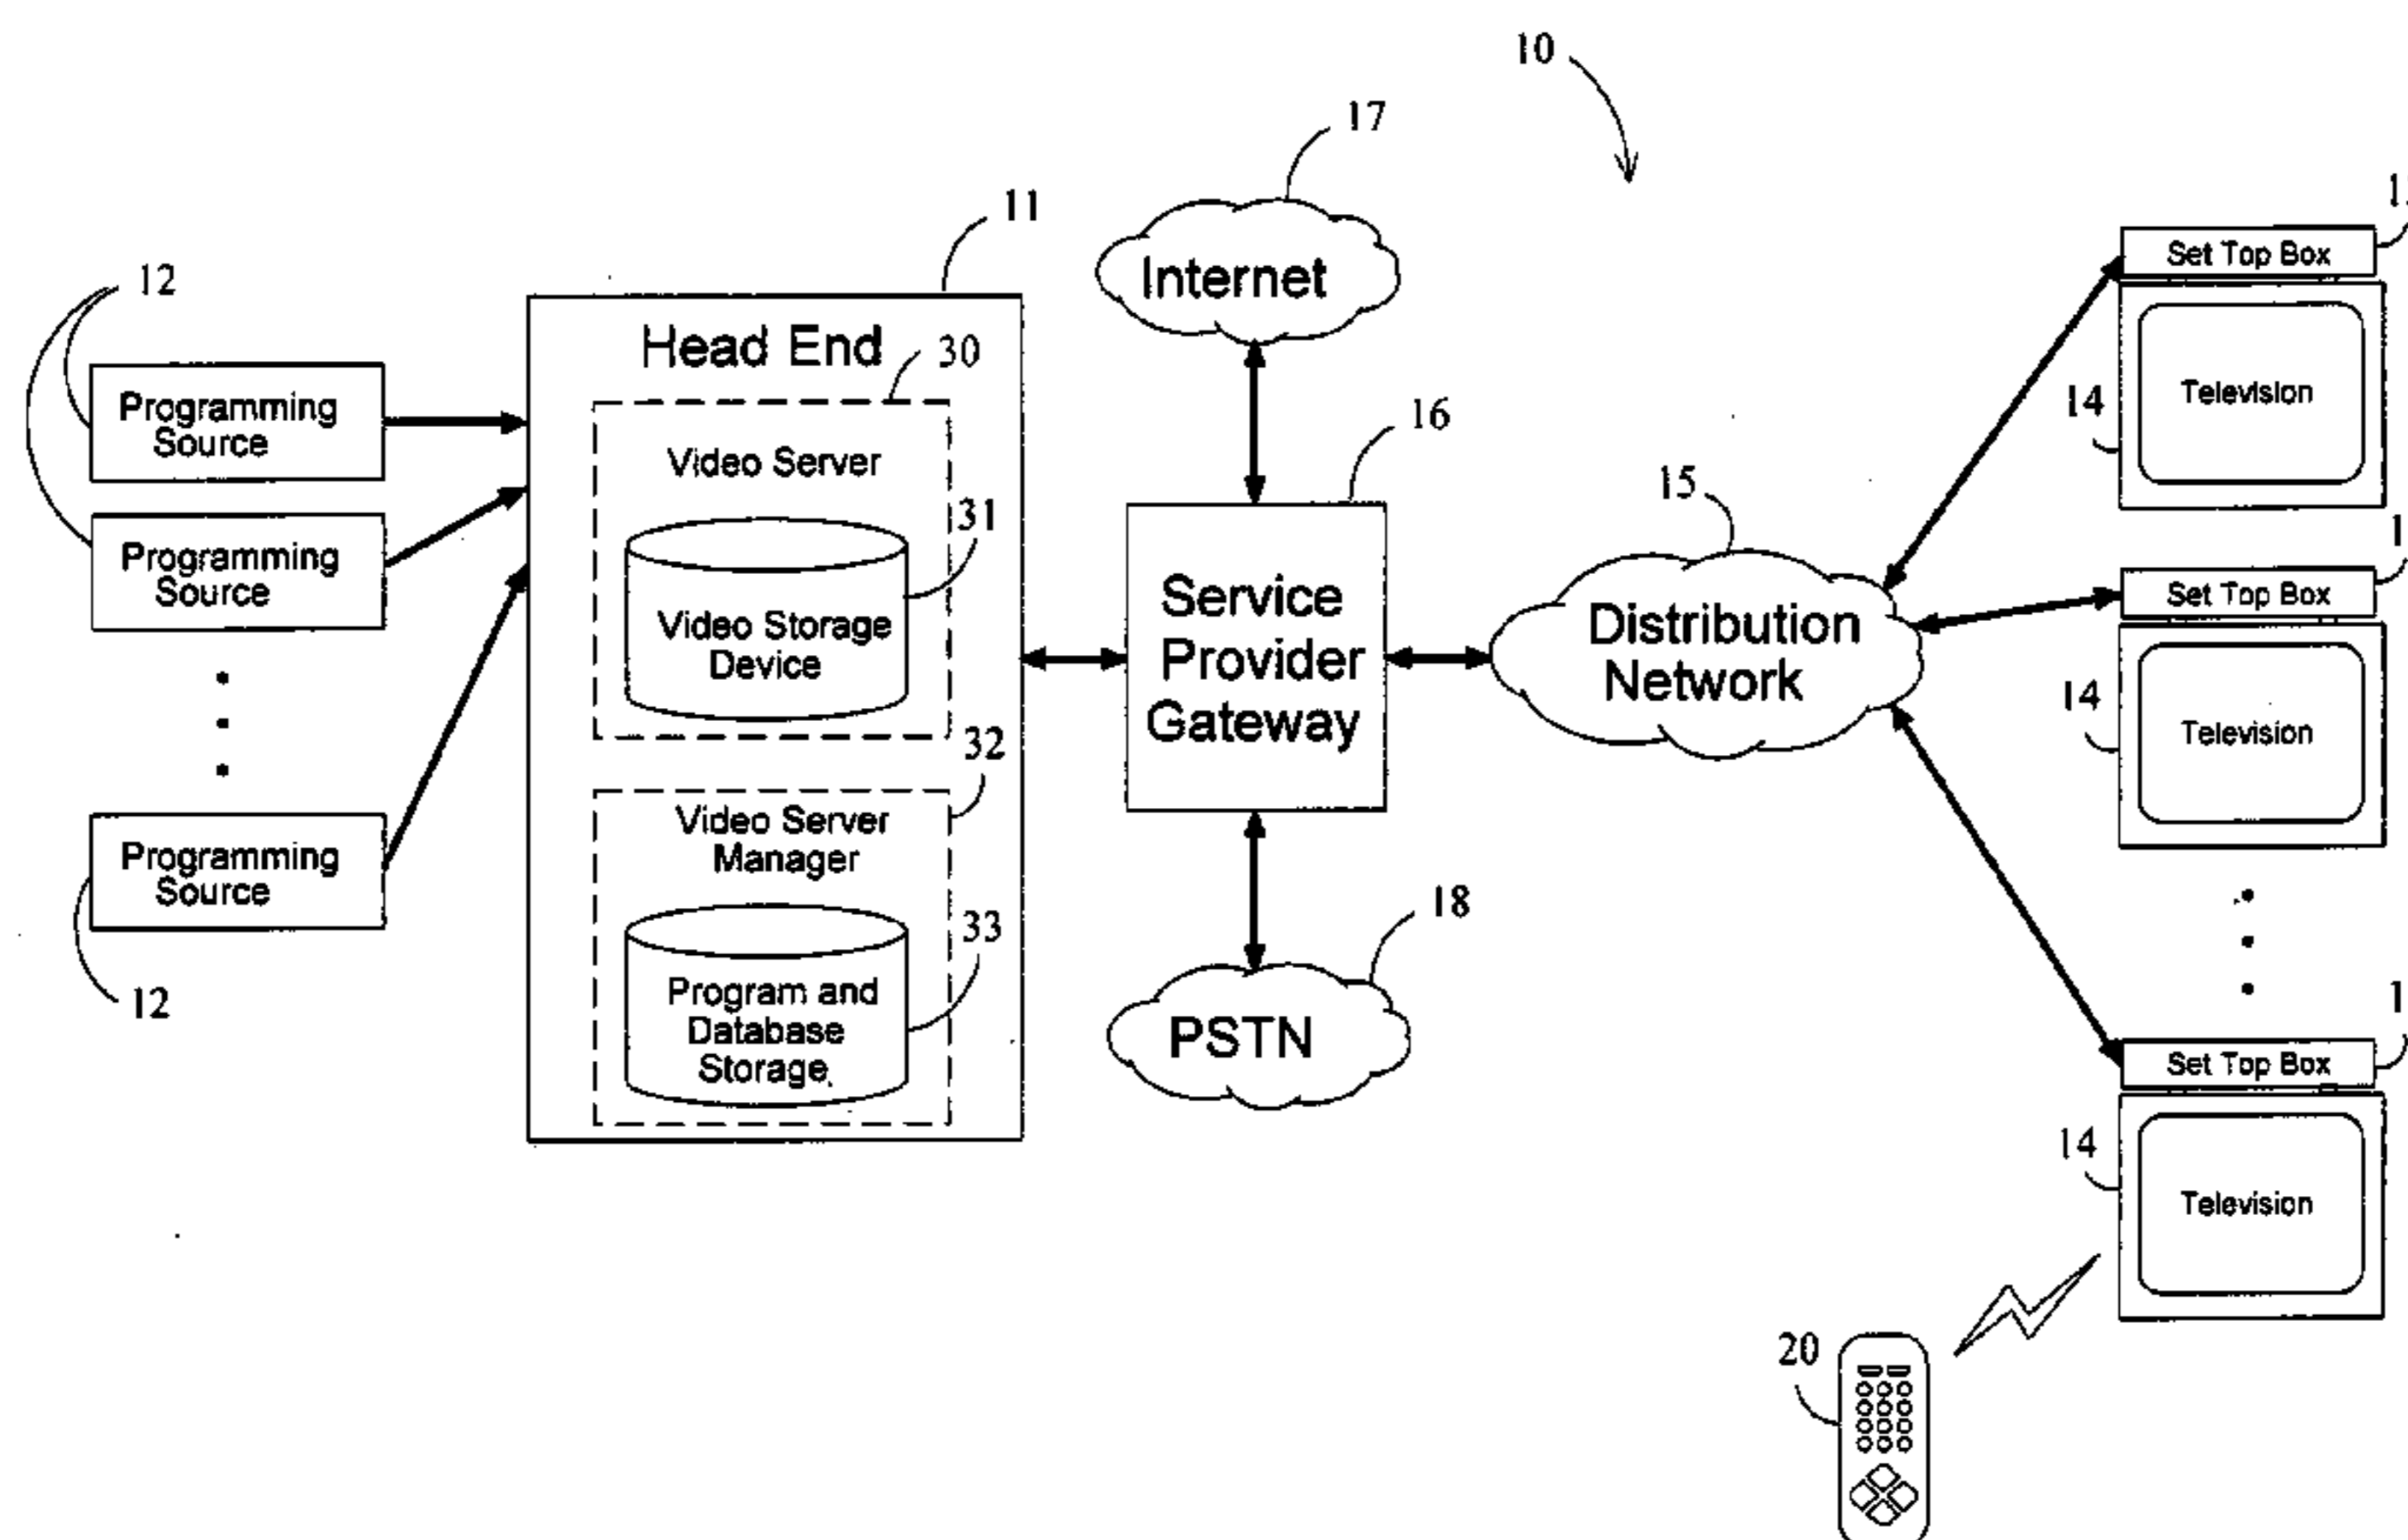 10
17
11
12
Programming
Source
Programming
Source
Programming
Source
12
Head End
30
Video Server
31
Video Storage
Device
32
Video Server
Manager
33
Program and
Database
Storage
Internet
16
Service
Provider
Gateway
18
PSTN
15
Distribution
Network
Set Top Box
14
Television
Set Top Box
14
Television
Set Top Box
14
Television
20